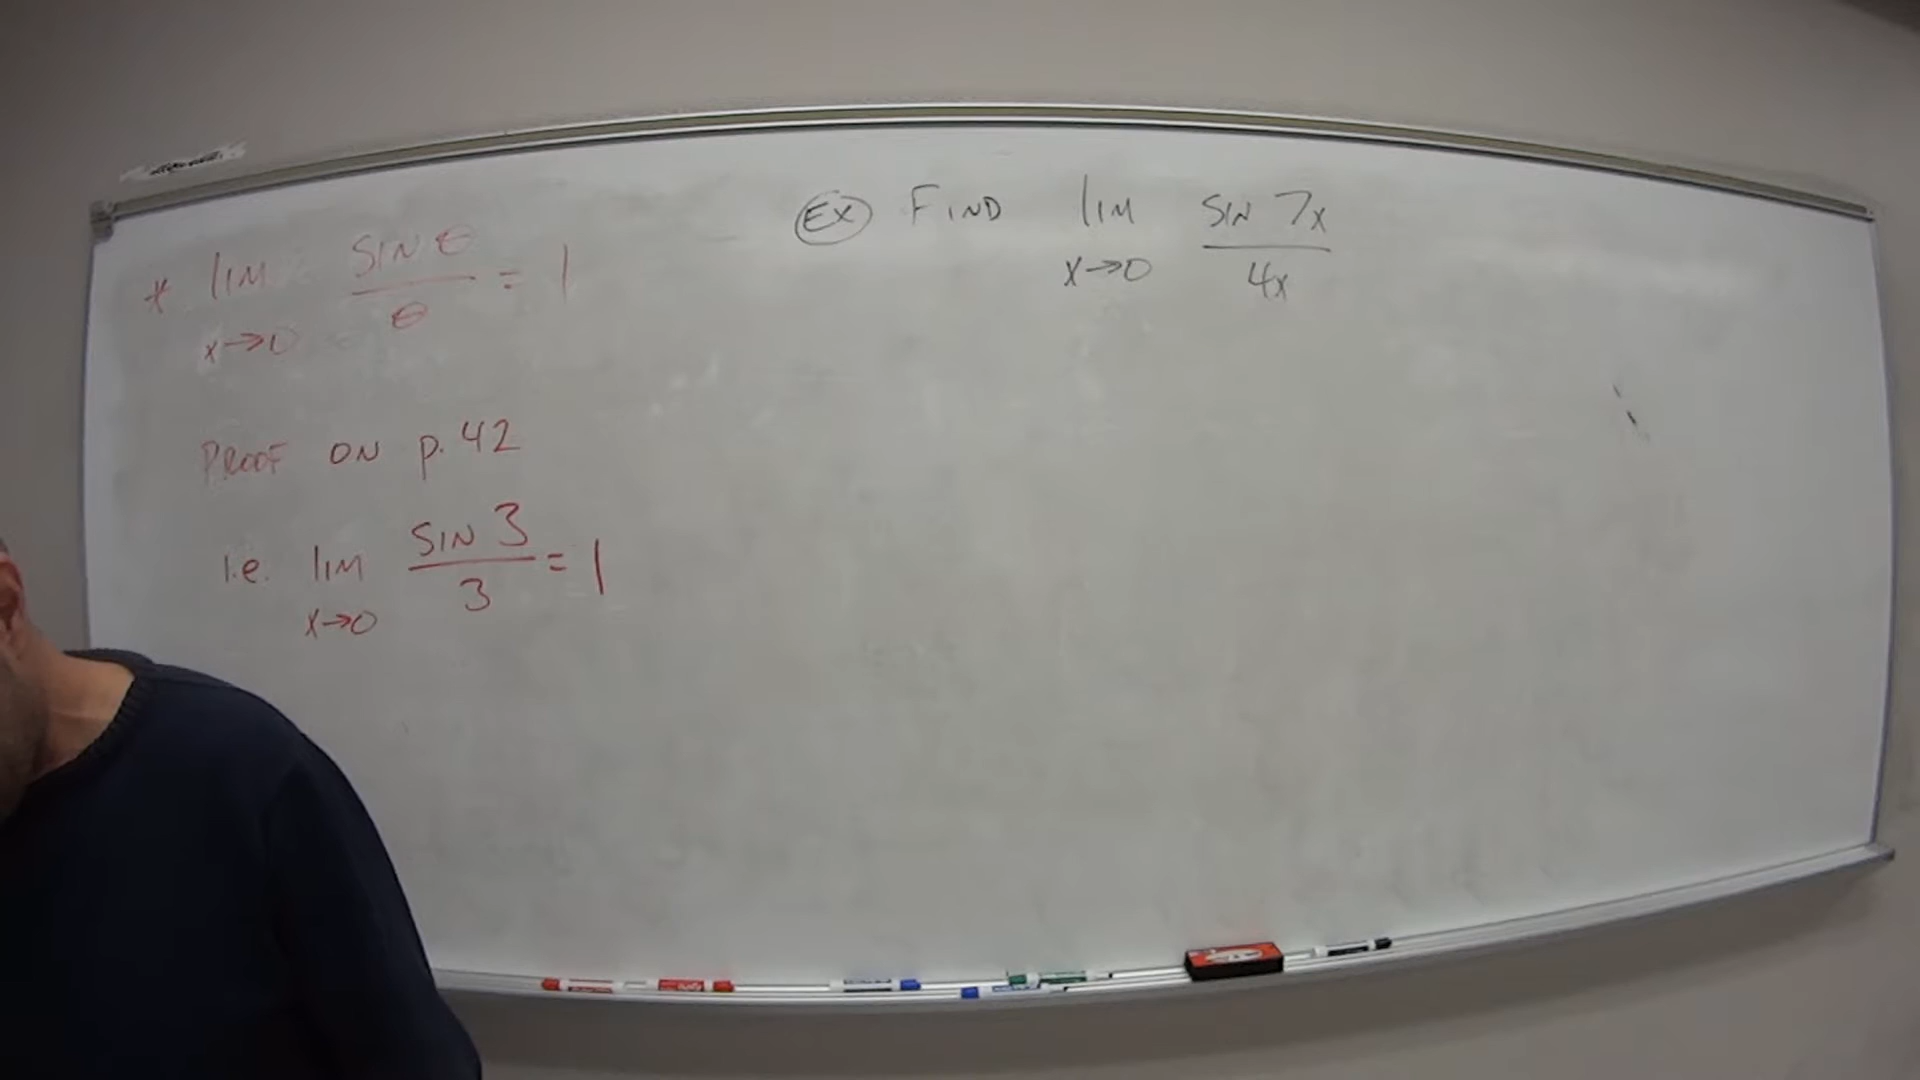 * lim sin θ / θ = 1
x→0
PROOF ON p. 42
i.e. lim sin 3 / 3 = 1
x→0
EX FIND lim sin 7x / 4x
x→0